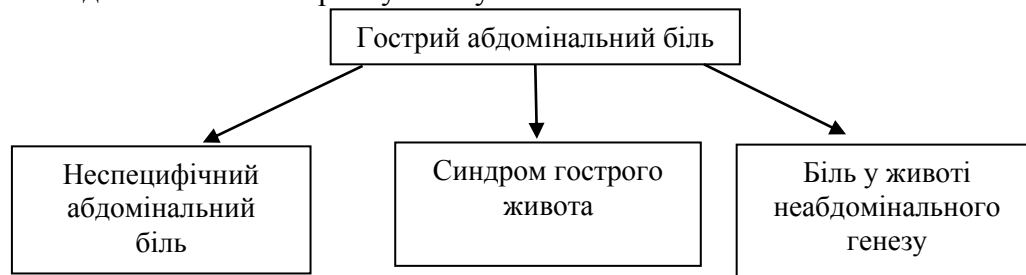 Гострий абдомінальний біль
Неспецифічний
абдомінальний
біль
Синдром гострого
живота
Біль у животі
неабдомінального
генезу